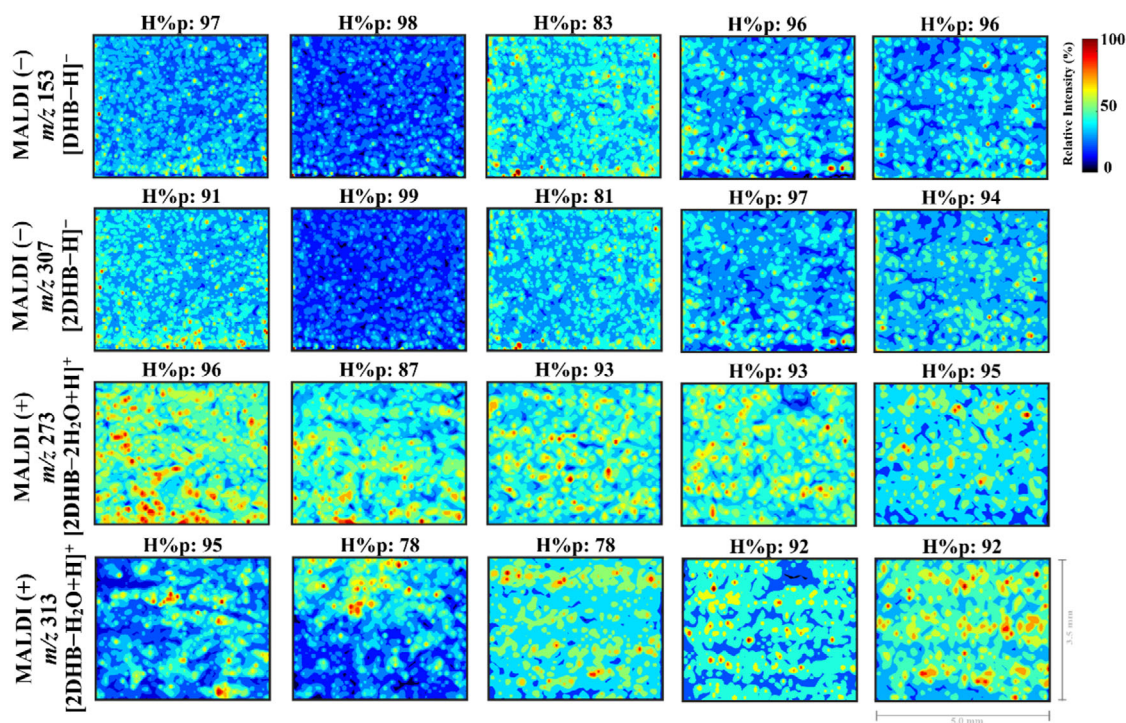 H%p: 97 H%p: 98 H%p: 83 H%p: 96 H%p: 96
MALDI (−)
m/z 153
[DHB−H]⁻
100
50
0
Relative Intensity (%)
H%p: 91 H%p: 99 H%p: 81 H%p: 97 H%p: 94
MALDI (−)
m/z 307
[2DHB−H]⁻
H%p: 96 H%p: 87 H%p: 93 H%p: 93 H%p: 95
MALDI (+)
m/z 273
[2DHB−2H₂O+H]⁺
H%p: 95 H%p: 78 H%p: 78 H%p: 92 H%p: 92
MALDI (+)
m/z 313
[2DHB−H₂O+H]⁺
3.5 mm
5.0 mm